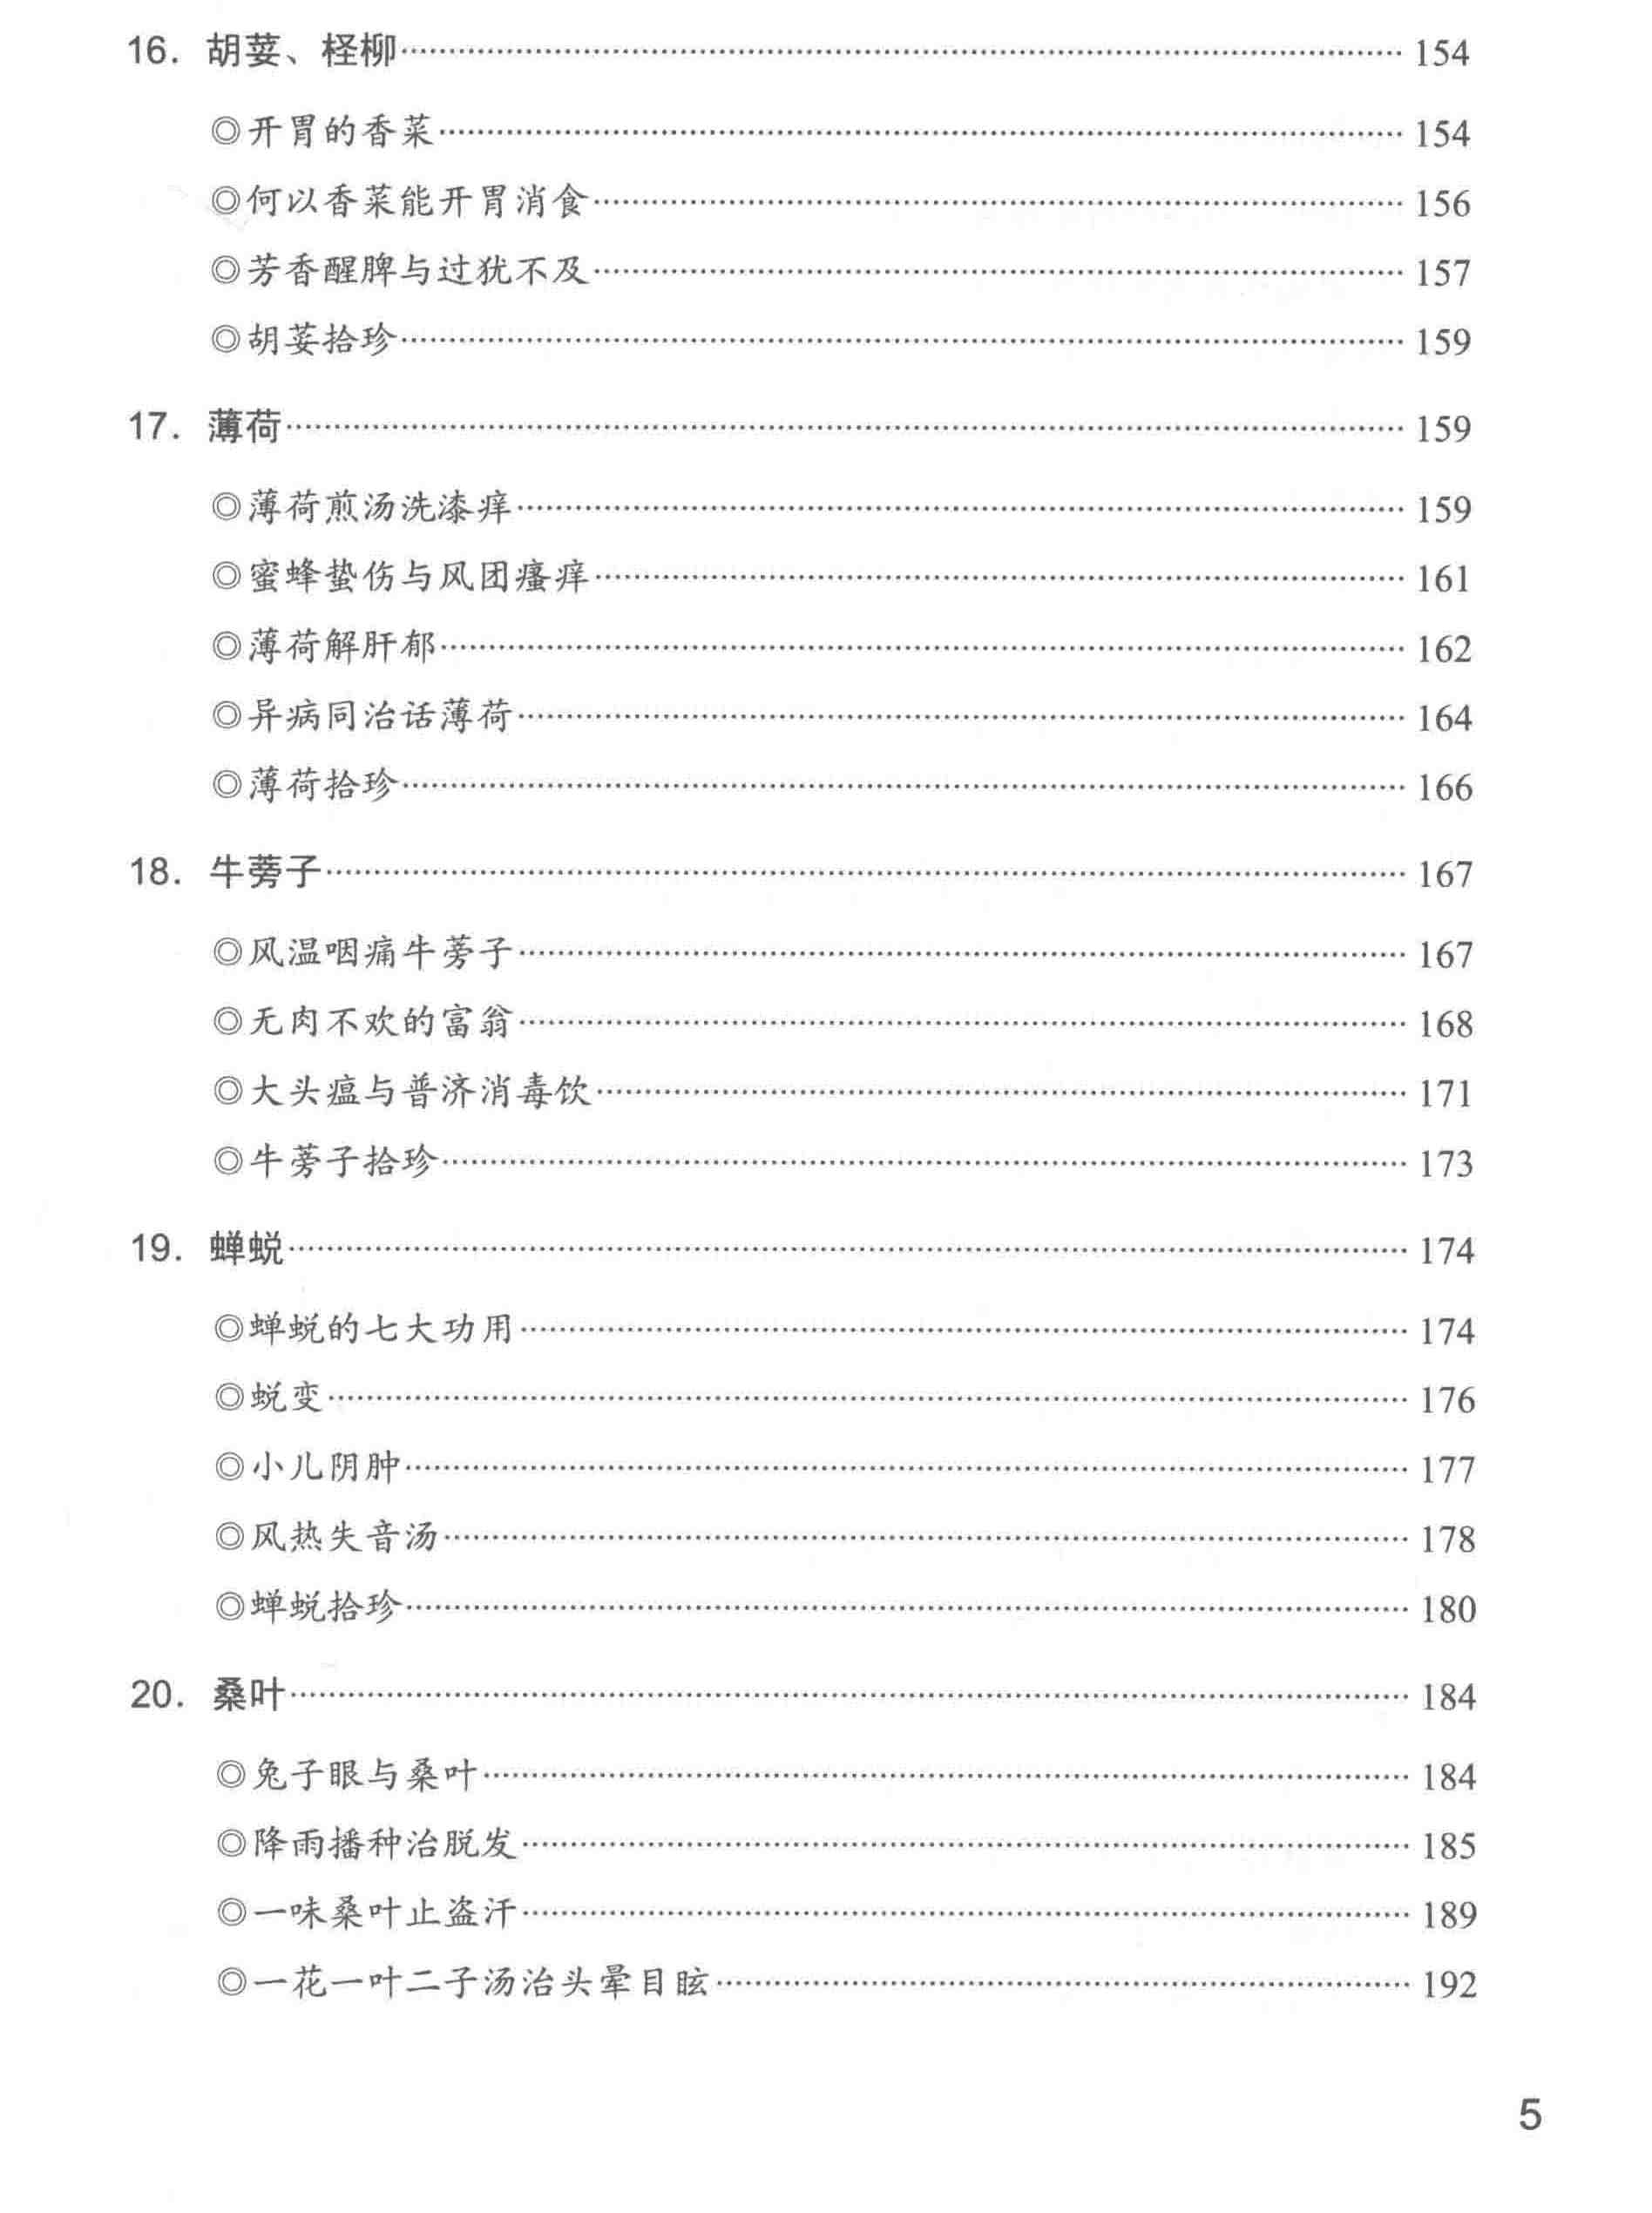 16. 胡荽、柽柳 154
◎开胃的香菜 154
◎何以香菜能开胃消食 156
◎芳香醒脾与过犹不及 157
◎胡荽拾珍 159
17. 薄荷 159
◎薄荷煎汤洗漆痒 159
◎蜜蜂蛰伤与风团瘙痒 161
◎薄荷解肝郁 162
◎异病同治话薄荷 164
◎薄荷拾珍 166
18. 牛蒡子 167
◎风温咽痛牛蒡子 167
◎无肉不欢的富翁 168
◎大头瘟与普济消毒饮 171
◎牛蒡子拾珍 173
19. 蝉蜕 174
◎蝉蜕的七大功用 174
◎蜕变 176
◎小儿阴肿 177
◎风热失音汤 178
◎蝉蜕拾珍 180
20. 桑叶 184
◎兔子眼与桑叶 184
◎降雨播种治脱发 185
◎一味桑叶止盗汗 189
◎一花一叶二子汤治头晕目眩 192
5